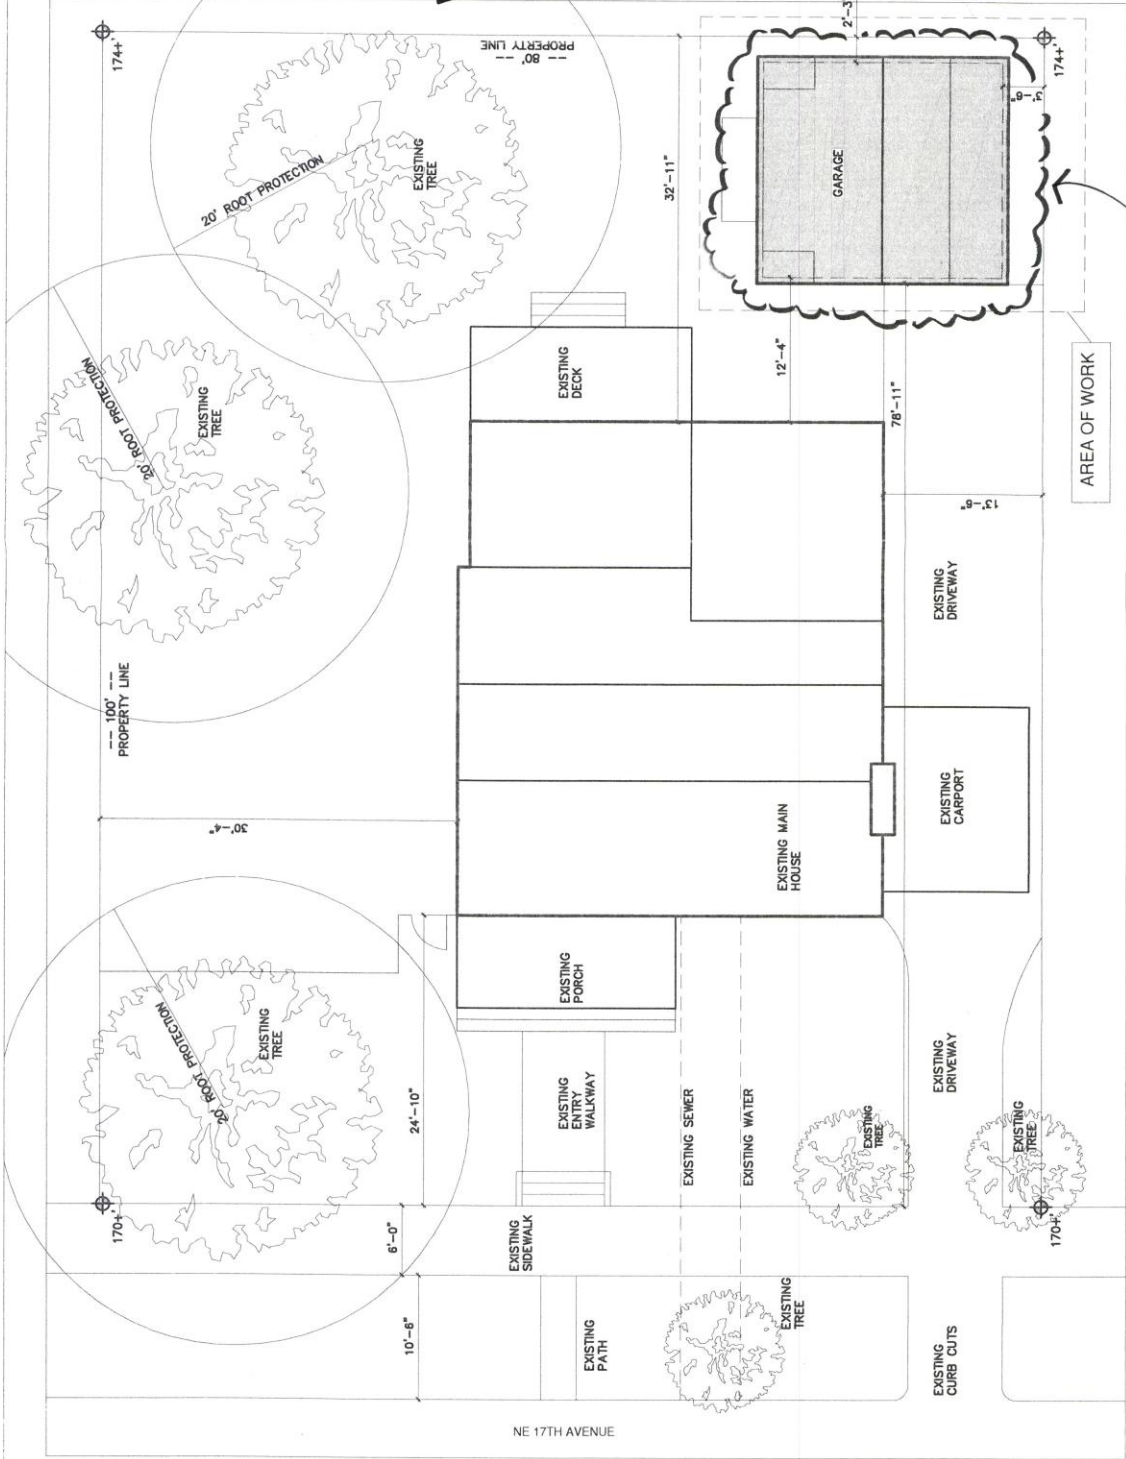 174+'
-- 80' --
PROPERTY LINE
2'-3
174+'
3'-6"
20' ROOT PROTECTION
EXISTING
TREE
32'-11"
GARAGE
20' ROOT PROTECTION
EXISTING
TREE
EXISTING
DECK
12'-4"
78'-11"
AREA OF WORK
13'-6"
EXISTING
DRIVEWAY
-- 100' --
PROPERTY LINE
30'-4"
EXISTING MAIN
HOUSE
EXISTING
CARPORT
20' ROOT PROTECTION
EXISTING
TREE
EXISTING
PORCH
24'-10"
EXISTING
ENTRY
WALKWAY
EXISTING SEWER
EXISTING WATER
EXISTING
TREE
EXISTING
DRIVEWAY
EXISTING
TREE
170+'
6'-0"
EXISTING
SIDEWALK
170+'
10'-6"
EXISTING
PATH
EXISTING
TREE
EXISTING
CURB CUTS
NE 17TH AVENUE